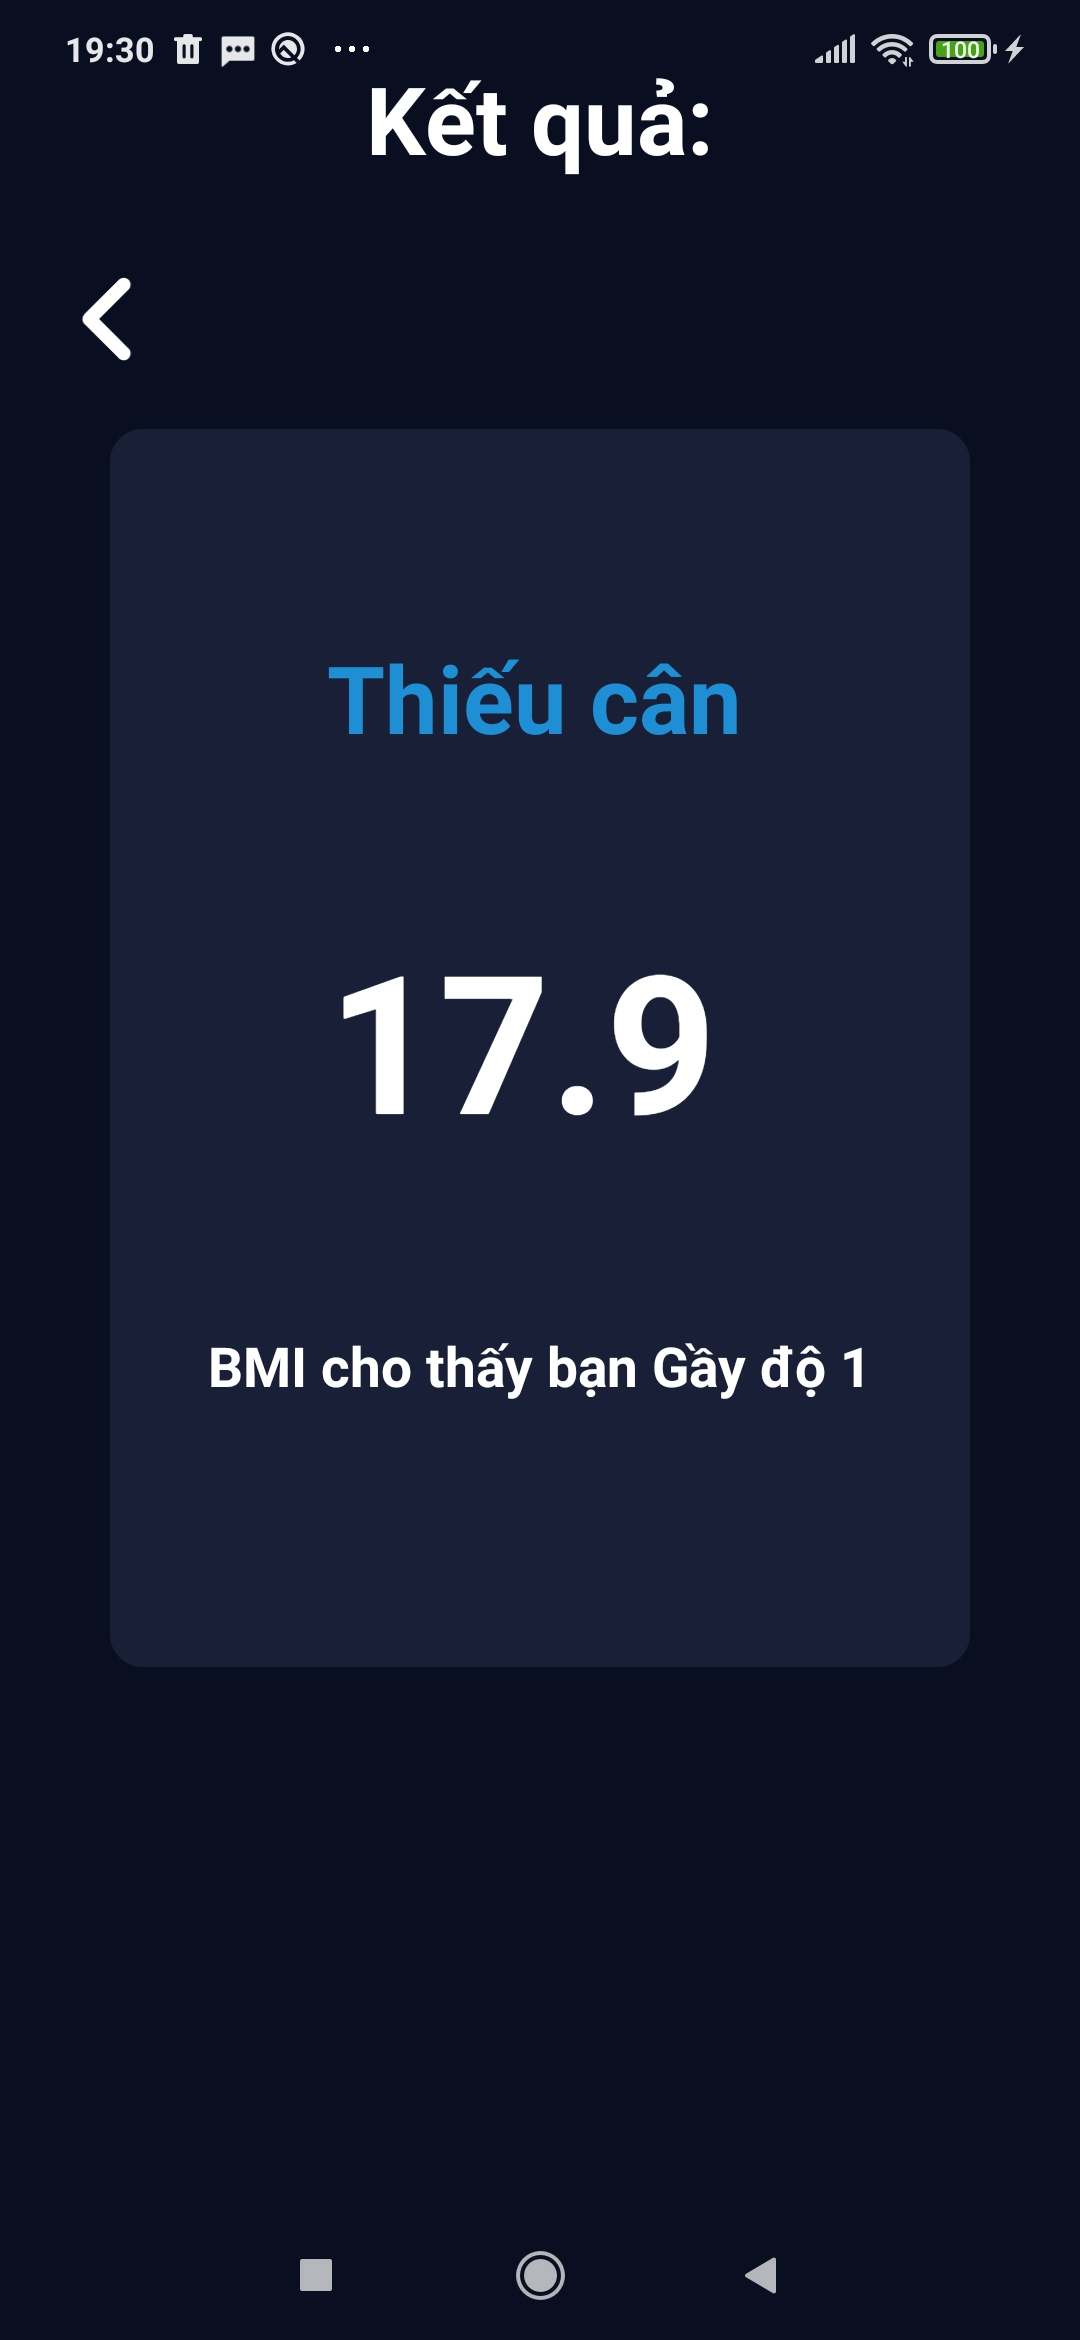 19:30
100
Kết quả:
Thiếu cân
17.9
BMI cho thấy bạn Gầy độ 1